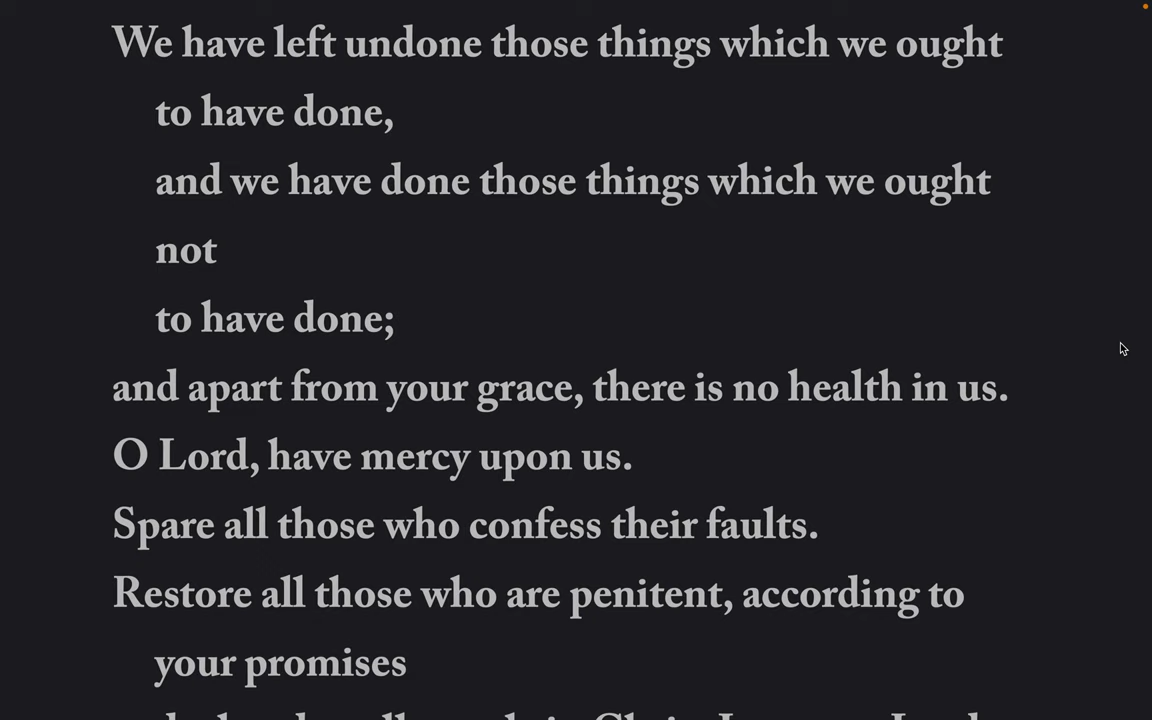 We have left undone those things which we ought
to have done,
and we have done those things which we ought
not
to have done;
and apart from your grace, there is no health in us.
O Lord, have mercy upon us.
Spare all those who confess their faults.
Restore all those who are penitent, according to
your promises